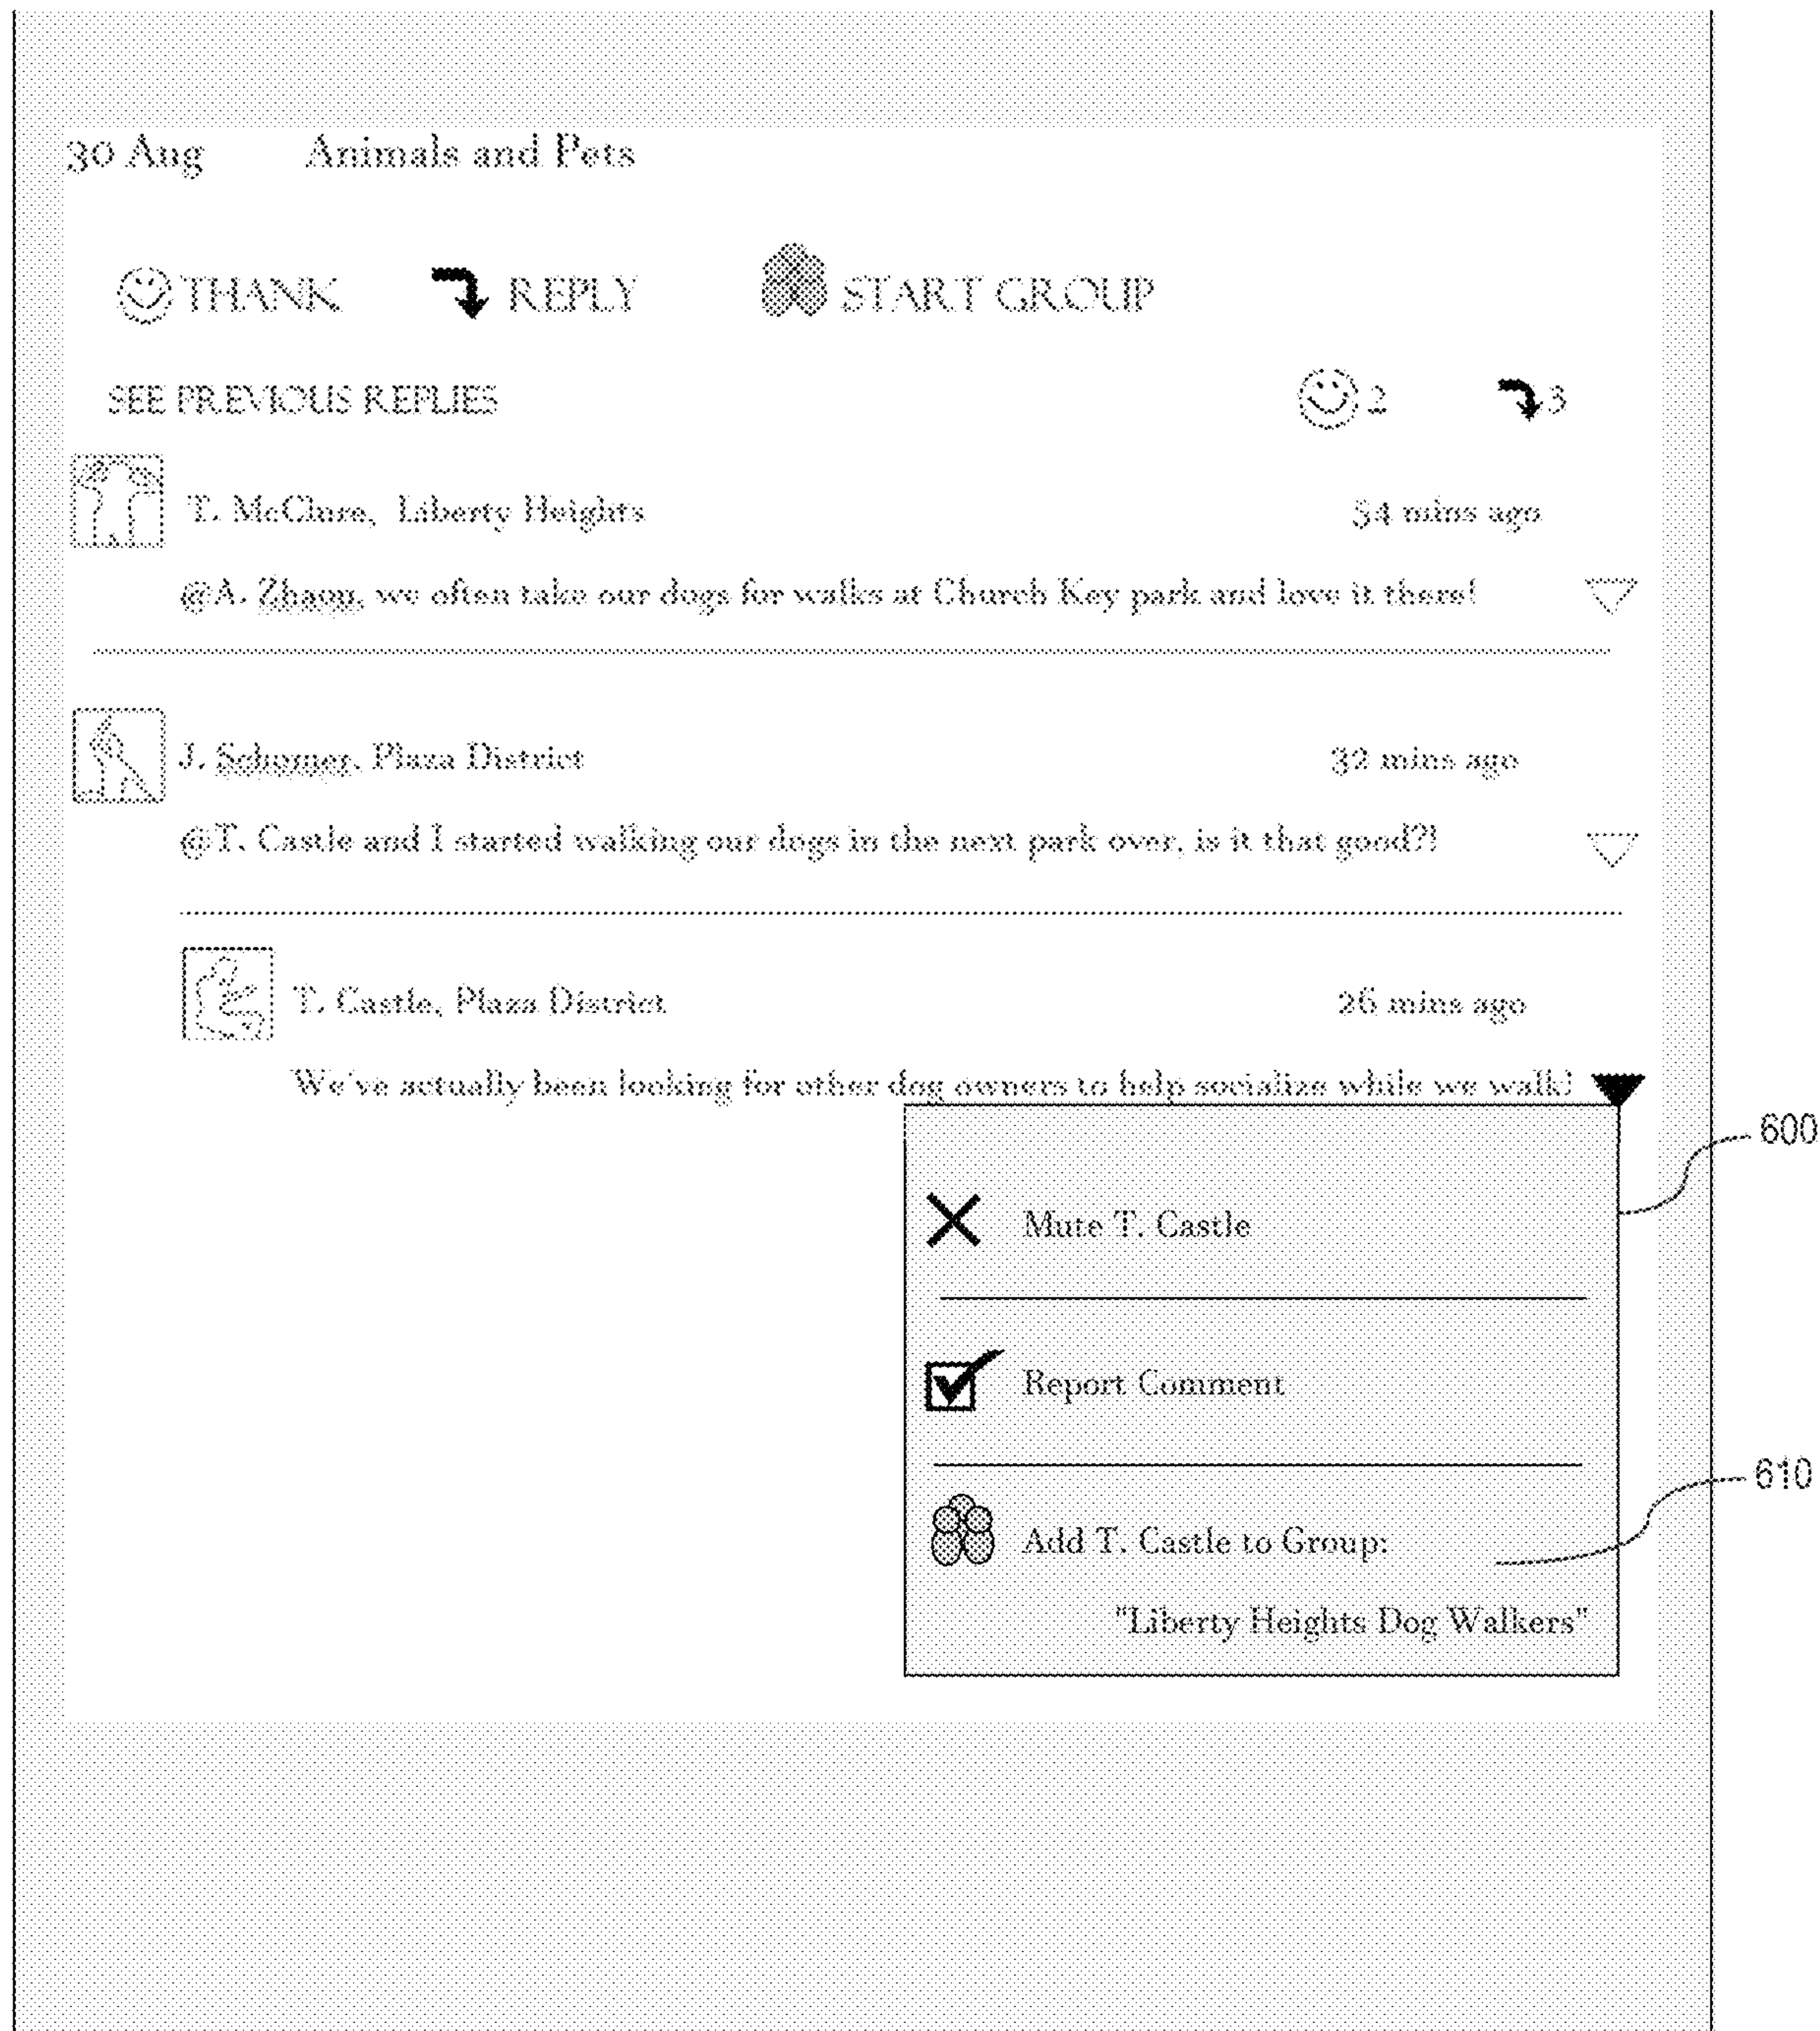 30 Aug Animals and Pets
THANK REPLY START GROUP
SEE PREVIOUS REPLIES 2 3
T. McClure, Liberty Heights 54 mins ago
@A. Zhaou, we often take our dogs for walks at Church Key park and love it there!
J. Schomer, Plaza District 32 mins ago
@T. Castle and I started walking our dogs in the next park over, is it that good?!
T. Castle, Plaza District 26 mins ago
We've actually been looking for other dog owners to help socialize while we walk!
600
Mute T. Castle
Report Comment
610
Add T. Castle to Group:
"Liberty Heights Dog Walkers"